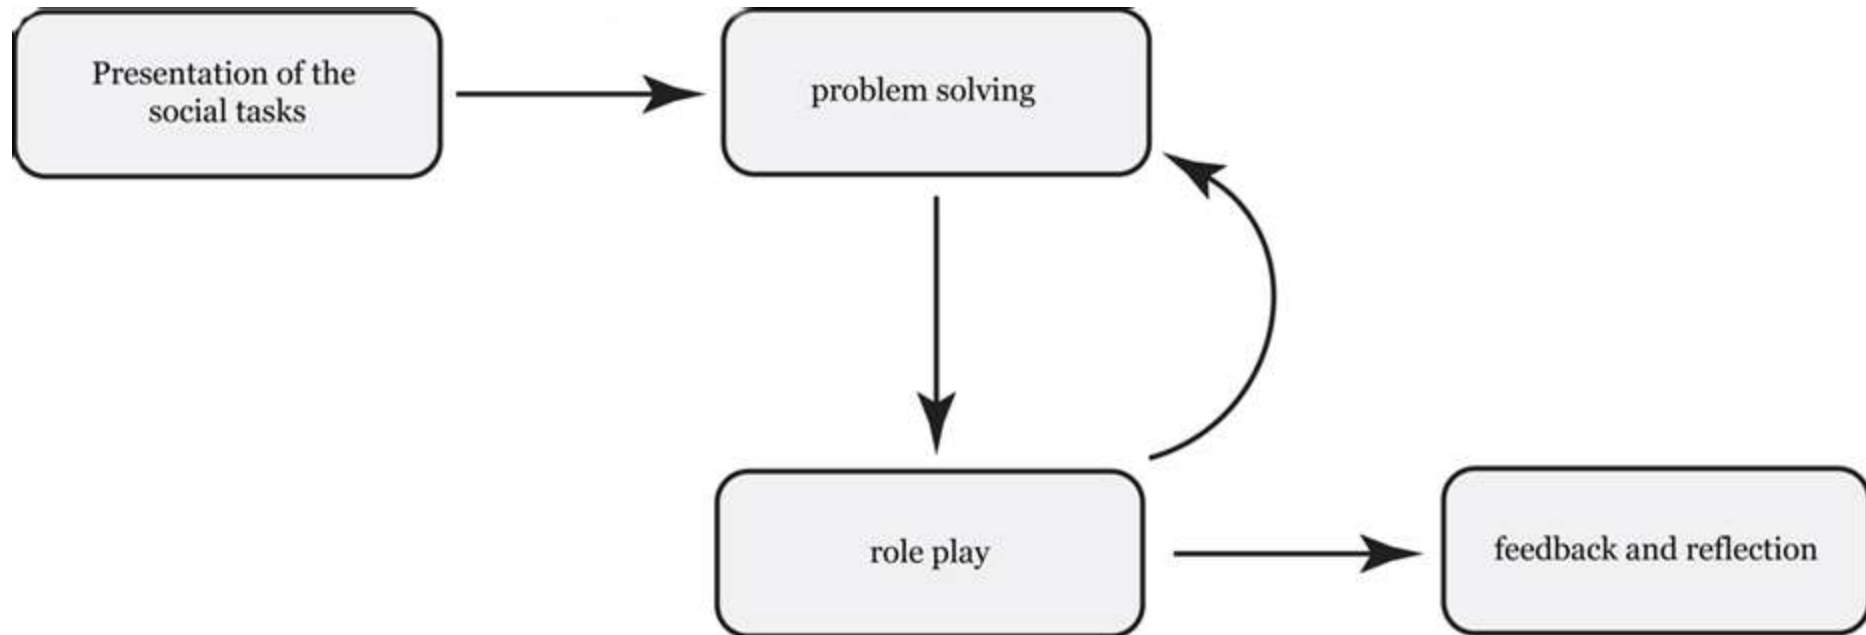 Presentation of the
social tasks
problem solving
role play
feedback and reflection